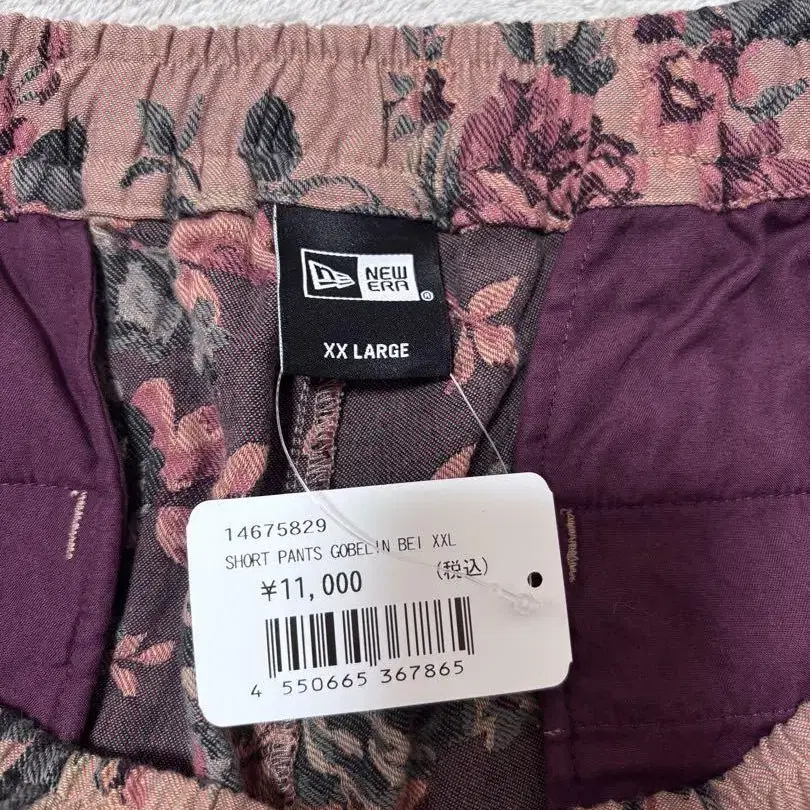 NEW
ERA
®
XX LARGE
14675829
SHORT PANTS GOBELIN BEI XXL
¥11,000 (税込)
4 550665 367865